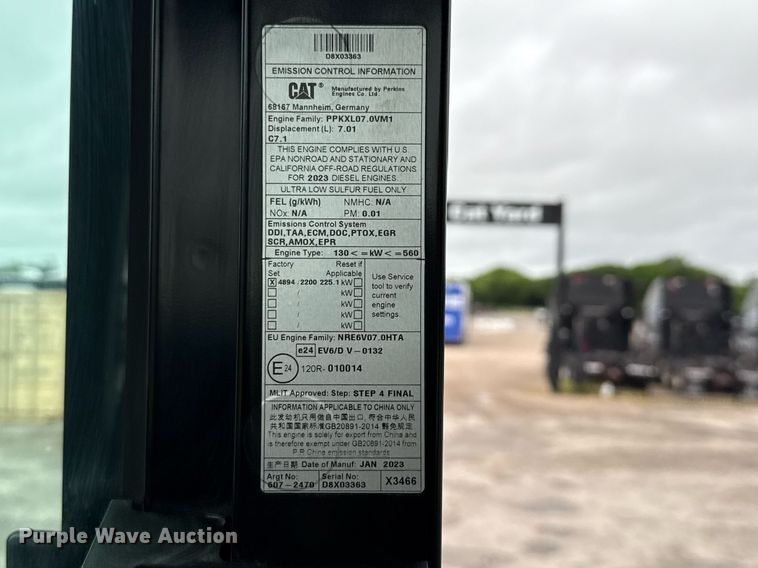 D8X03363
EMISSION CONTROL INFORMATION
CAT® Manufactured by Perkins
Engines Co. Ltd.
68167 Mannheim, Germany
Engine Family: PPKXL07.0VM1
Displacement (L): 7.01
C7.1
THIS ENGINE COMPLIES WITH U.S.
EPA NONROAD AND STATIONARY AND
CALIFORNIA OFF-ROAD REGULATIONS
FOR 2023 DIESEL ENGINES.
ULTRA LOW SULFUR FUEL ONLY
FEL (g/kWh) NMHC: N/A
NOx: N/A PM: 0.01
Emissions Control System
DDI,TAA,ECM,DOC,PTOX,EGR
SCR,AMOX,EPR
Engine Type: 130<=kW<=560
Factory Reset if
Set Applicable
X 4894 / 2200 225.1 kW
/ kW
/ kW
/ kW
Use Service
tool to verify
current
engine
settings.
EU Engine Family: NRE6V07.0HTA
e24 EV6/D V-0132
E24 120R- 010014
MLIT Approved: Step: STEP 4 FINAL
INFORMATION APPLICABLE TO CHINA ONLY
此发动机只用做自中国出口, 符合中华人民
共和国国家标准GB20891-2014 豁免规定
This engine is solely for export from China and
is therefore exempt under GB20891-2014 from
P.R China emission standards
生产日期 Date of Manuf: JAN 2023
Argt No: Serial No:
607-2470 D8X03363 X3466
Cat Yard
Purple Wave Auction